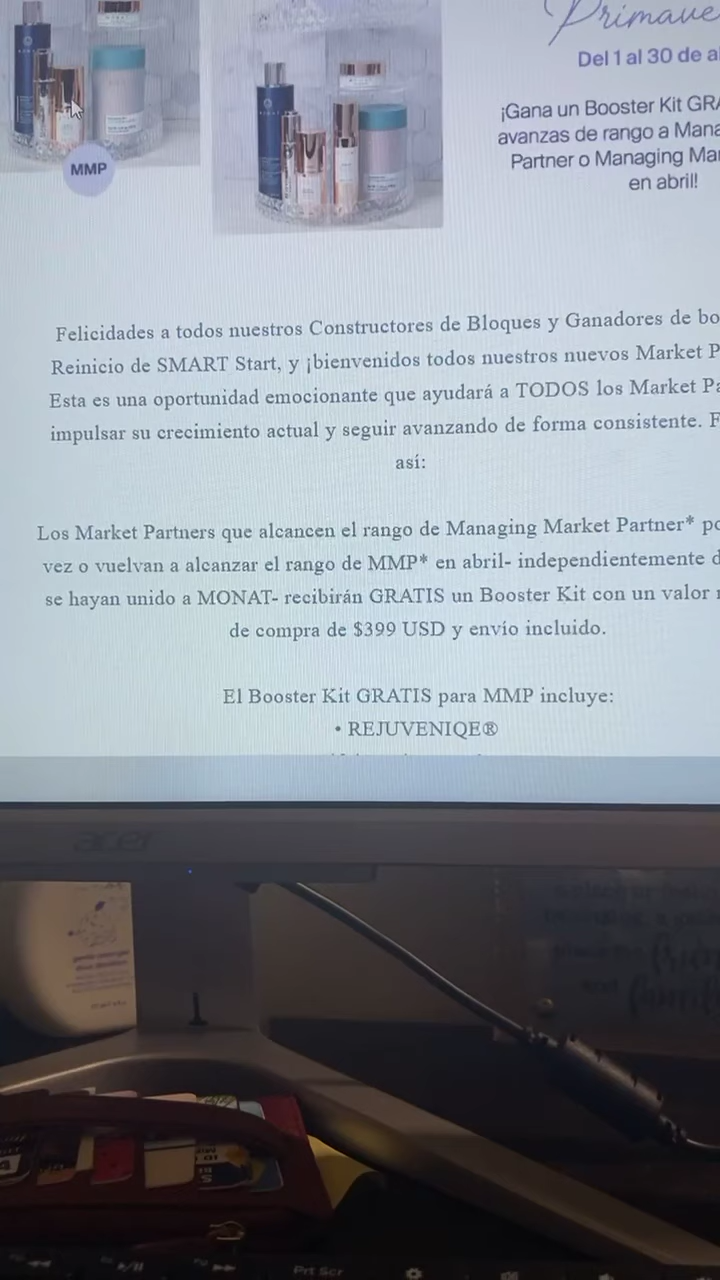 Primave
Del 1 al 30 de a
¡Gana un Booster Kit GRA
avanzas de rango a Mana
Partner o Managing Mar
en abril!
MMP
Felicidades a todos nuestros Constructores de Bloques y Ganadores de bo
Reinicio de SMART Start, y ¡bienvenidos todos nuestros nuevos Market P
Esta es una oportunidad emocionante que ayudará a TODOS los Market Pa
impulsar su crecimiento actual y seguir avanzando de forma consistente. F
así:
Los Market Partners que alcancen el rango de Managing Market Partner* po
vez o vuelvan a alcanzar el rango de MMP* en abril- independientemente d
se hayan unido a MONAT- recibirán GRATIS un Booster Kit con un valor
de compra de $399 USD y envío incluido.
El Booster Kit GRATIS para MMP incluye:
• REJUVENIQE®
acer
Prt Scr